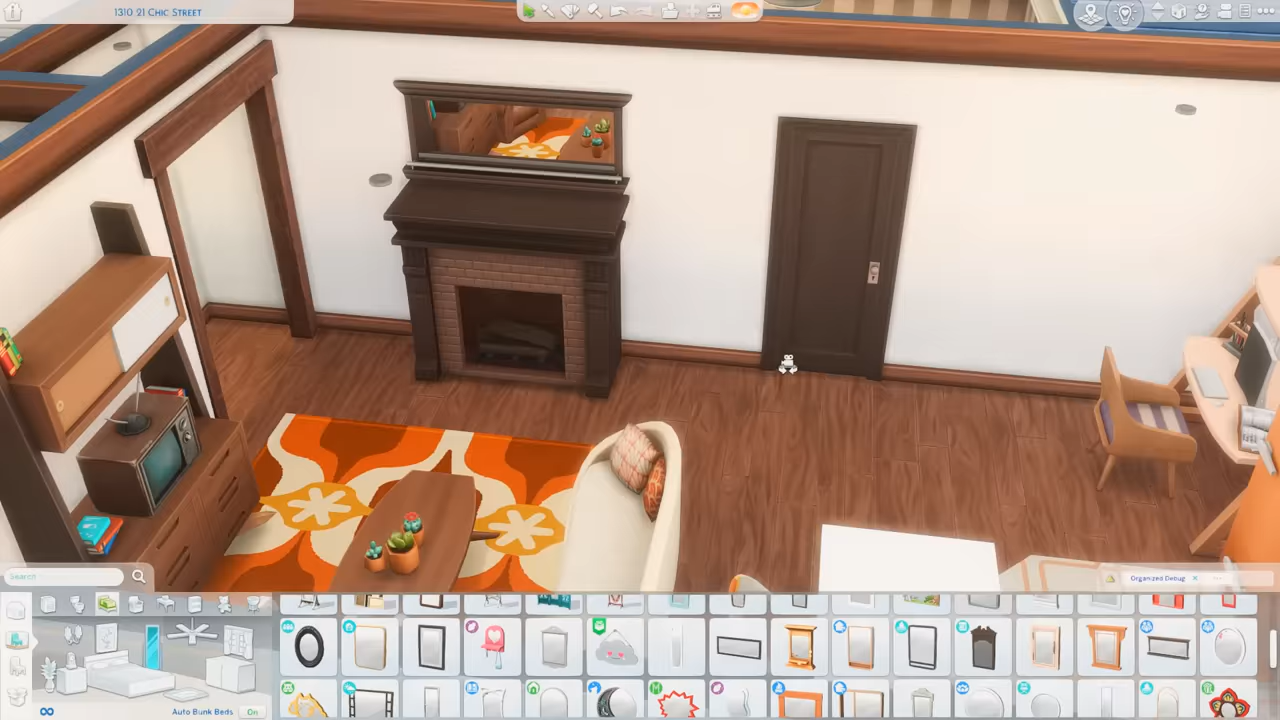 1310 21 Chic Street
Search
Organized Debug
Auto Bunk Beds
On